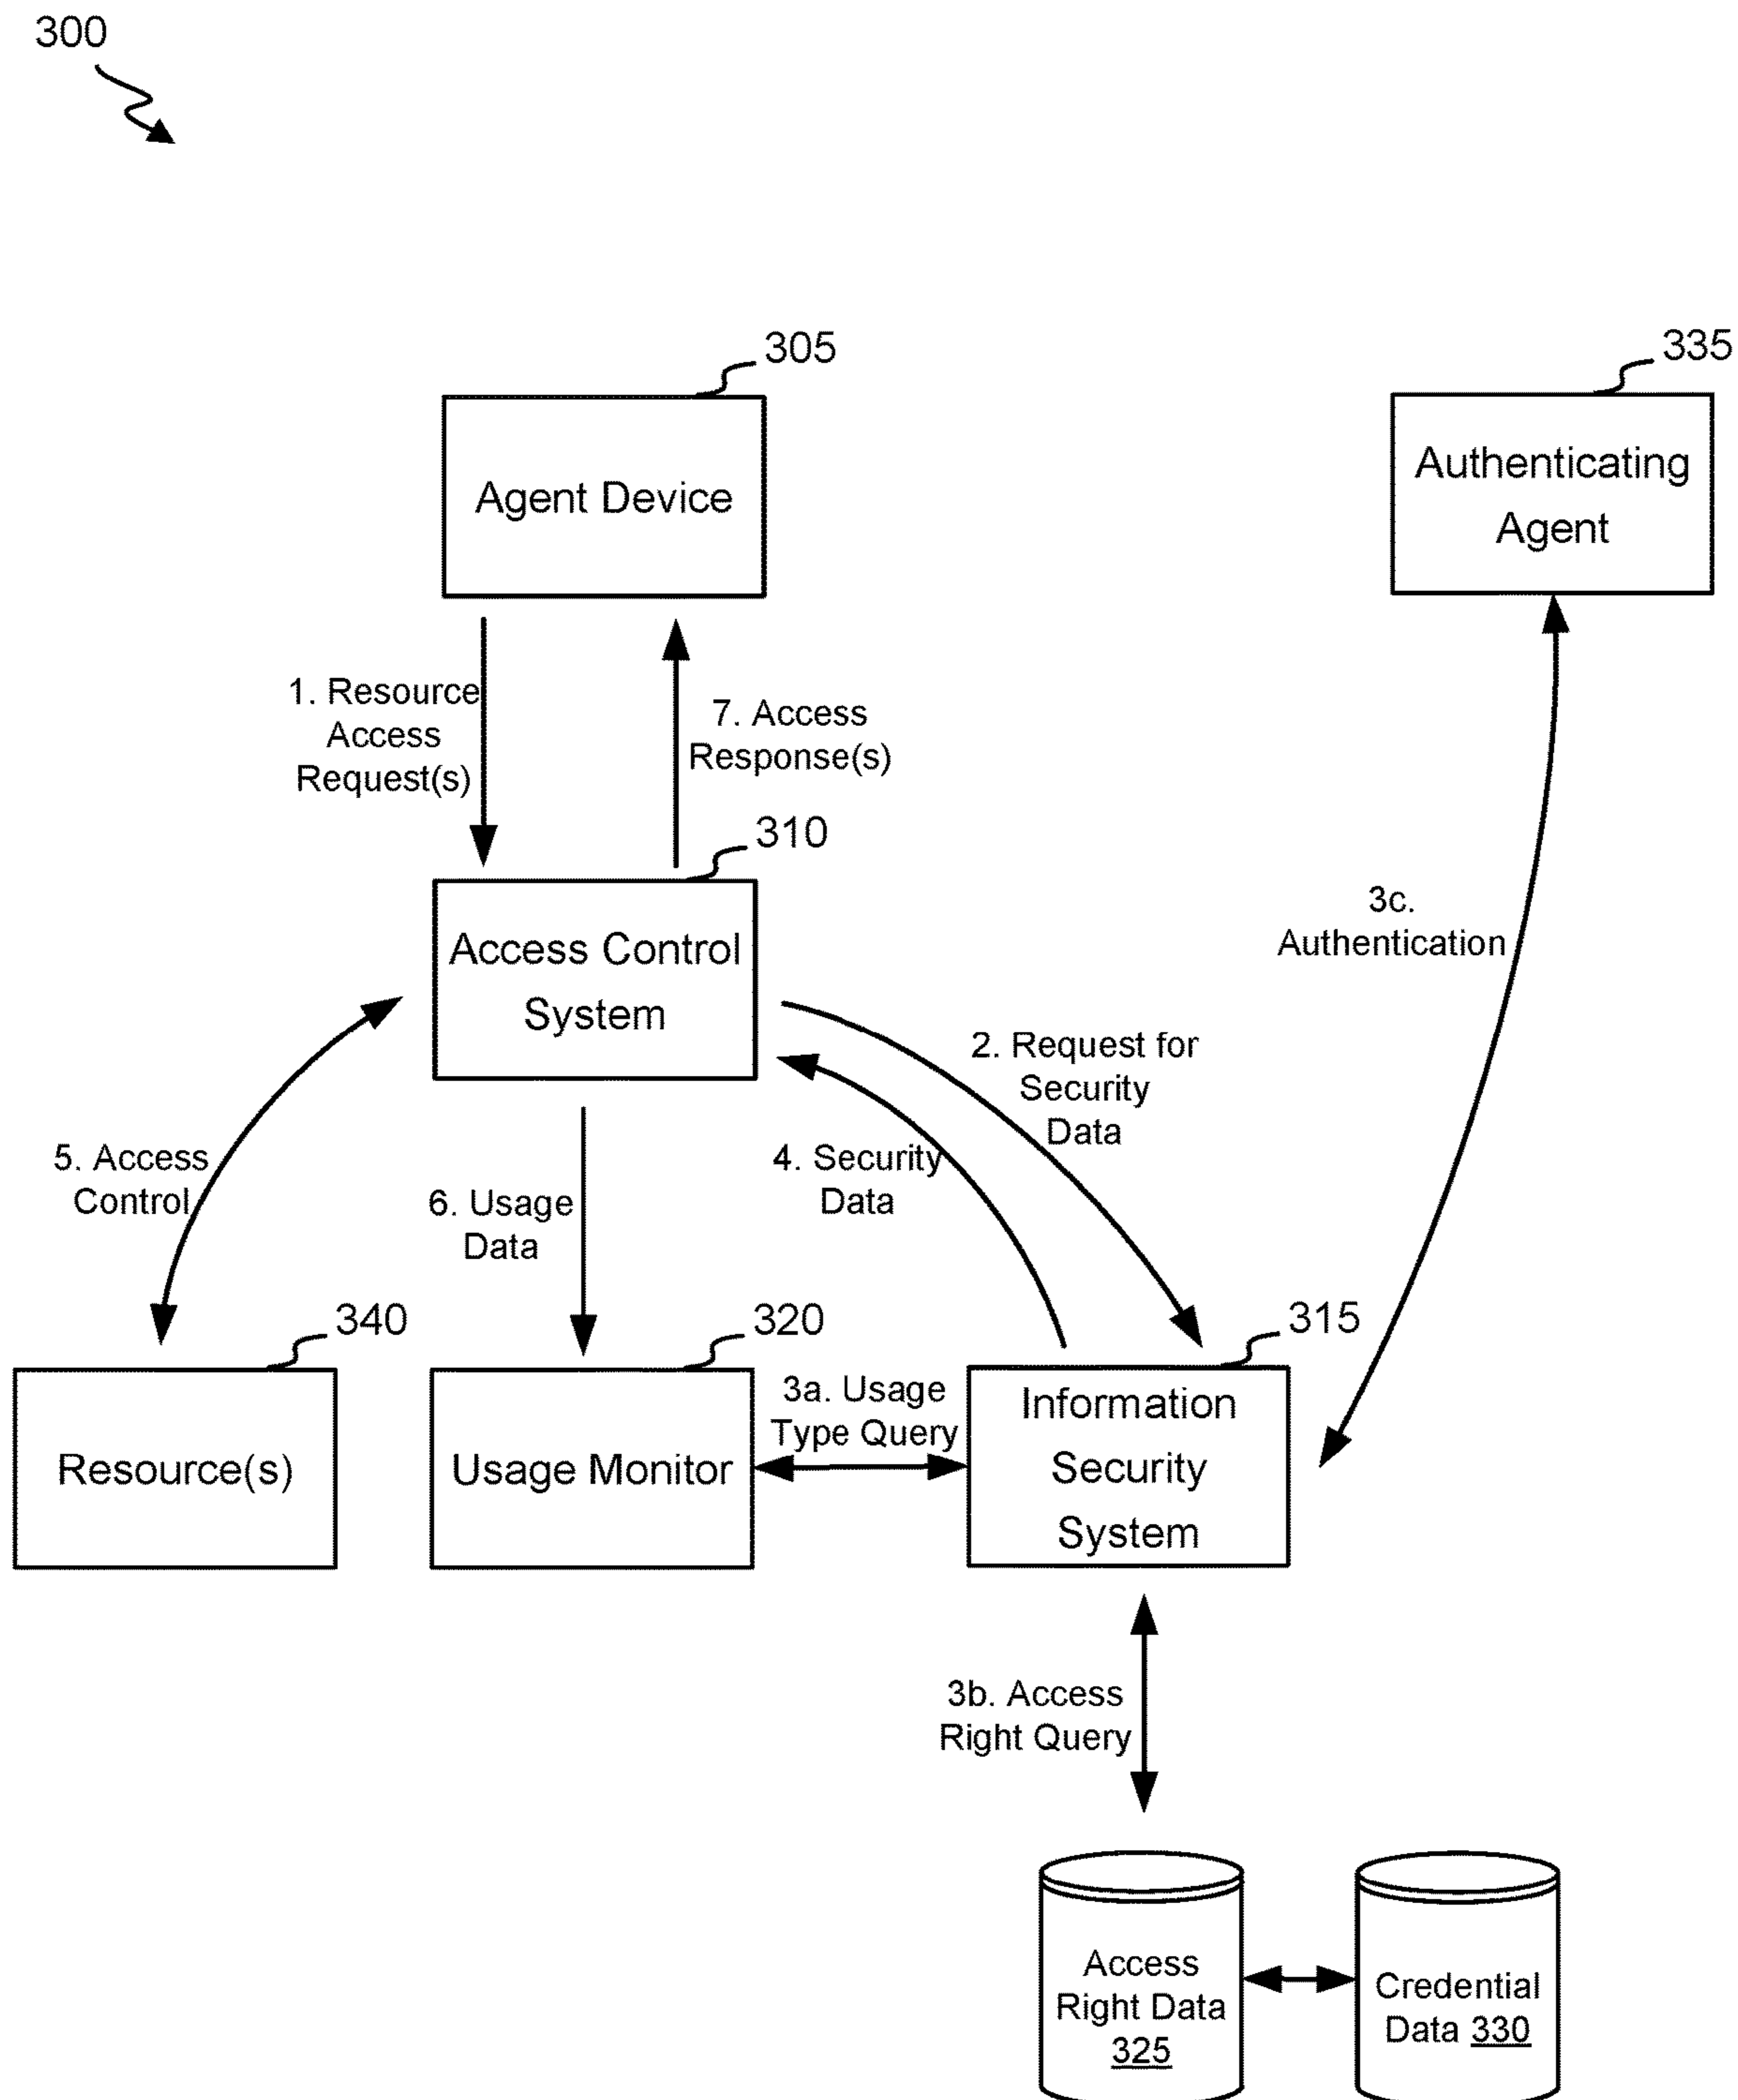 300
305
335
Agent Device
Authenticating
Agent
1. Resource
Access
Request(s)
7. Access
Response(s)
310
3c.
Authentication
Access Control
System
2. Request for
Security
Data
5. Access
Control
4. Security
Data
6. Usage
Data
340
320
315
Resource(s)
Usage Monitor
3a. Usage
Type Query
Information
Security
System
3b. Access
Right Query
Access
Right Data
325
Credential
Data 330